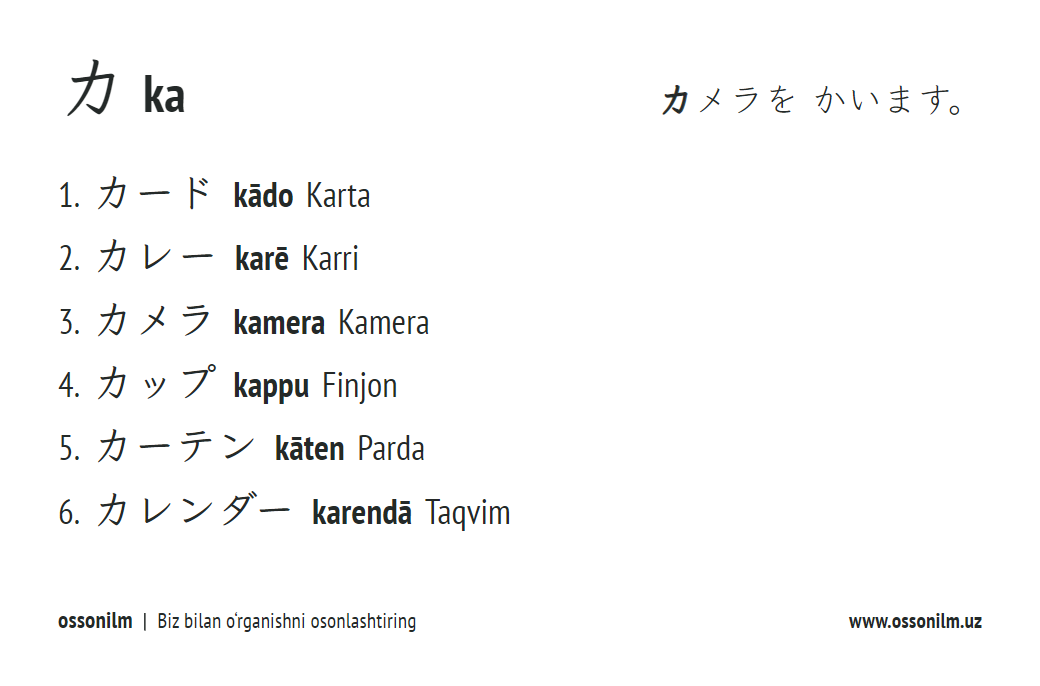 カ ka
カメラを かいます。
1. カード kādo Karta
2. カレー karē Karri
3. カメラ kamera Kamera
4. カップ kappu Finjon
5. カーテン kāten Parda
6. カレンダー karendā Taqvim
ossonilm | Biz bilan o‘rganishni osonlashtiring
www.ossonilm.uz